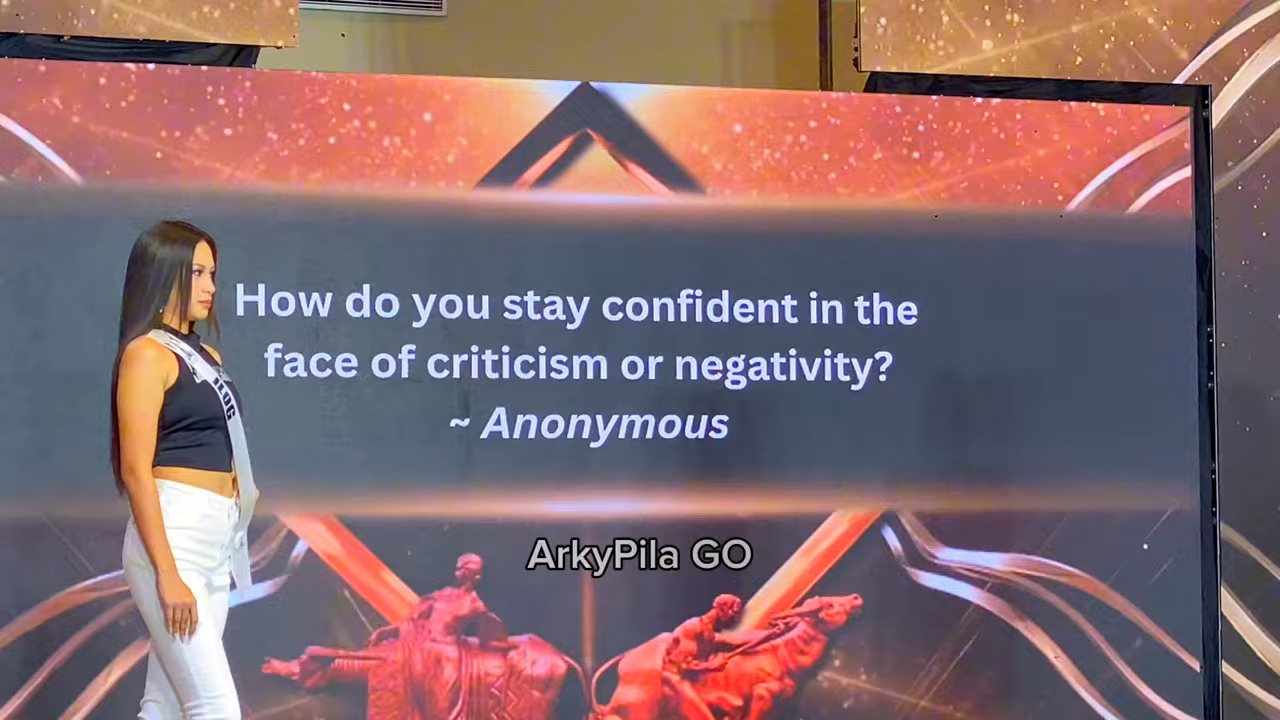 How do you stay confident in the
face of criticism or negativity?
~ Anonymous
ArkyPila GO